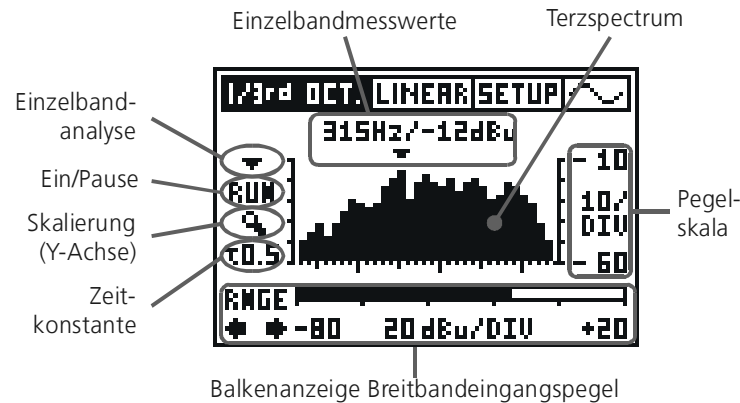 Einzelbandmesswerte
Terzspectrum
1/3rd OCT. LINEAR SETUP
315Hz/-12dBu
Einzelband-
analyse
Ein/Pause
RUN
Skalierung
(Y-Achse)
τ0.5
Zeit-
konstante
- 10
10/
DIV
- 60
Pegel-
skala
RNGE
-80 20 dBu/DIV +20
Balkenanzeige Breitbandeingangspegel